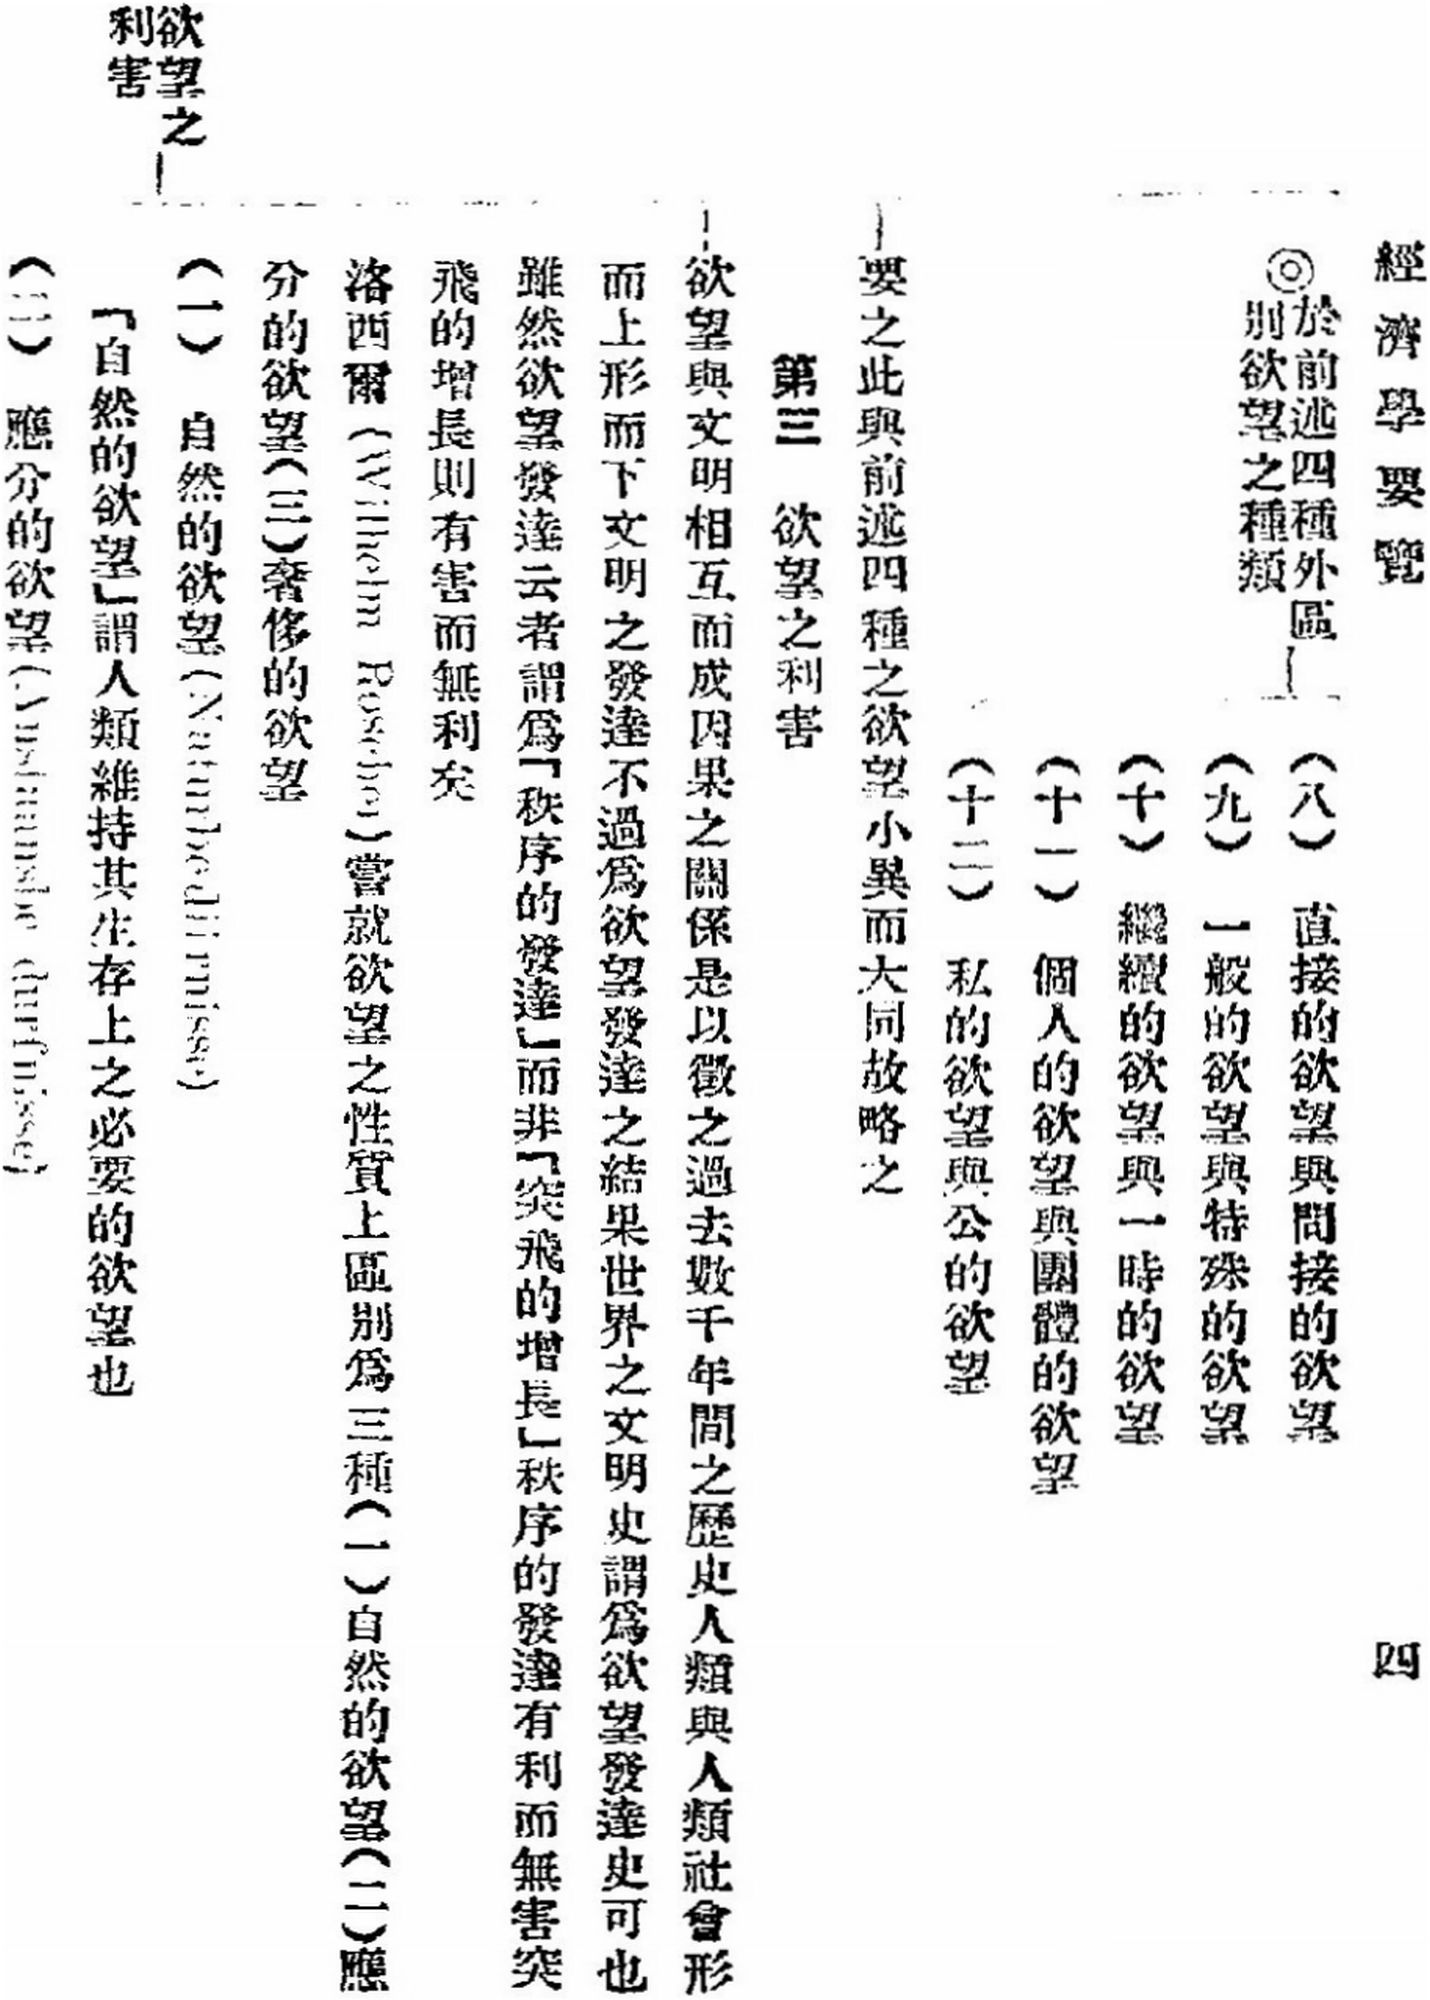 經濟學要覽
四
◎於前述四種外區
別欲望之種類
（八） 直接的欲望與間接的欲望
（九） 一般的欲望與特殊的欲望
（十） 繼續的欲望與一時的欲望
（十一） 個人的欲望與團體的欲望
（十二） 私的欲望與公的欲望
要之此與前述四種之欲望小異而大同故略之
第三 欲望之利害
欲望與文明相互而成因果之關係是以徵之過去數千年間之歷史人類與人類社會形
而上形而下文明之發達不過爲欲望發達之結果世界之文明史謂爲欲望發達史可也
雖然欲望發達云者謂爲「秩序的發達」而非「突飛的增長」秩序的發達有利而無害突
飛的增長則有害而無利矣
洛西爾（Wilhelm Roscher）嘗就欲望之性質上區別爲三種（一）自然的欲望（二）應
分的欲望（三）奢侈的欲望
欲望之
利害
（一） 自然的欲望
「自然的欲望」謂人類維持其生存上之必要的欲望也
（二） 應分的欲望